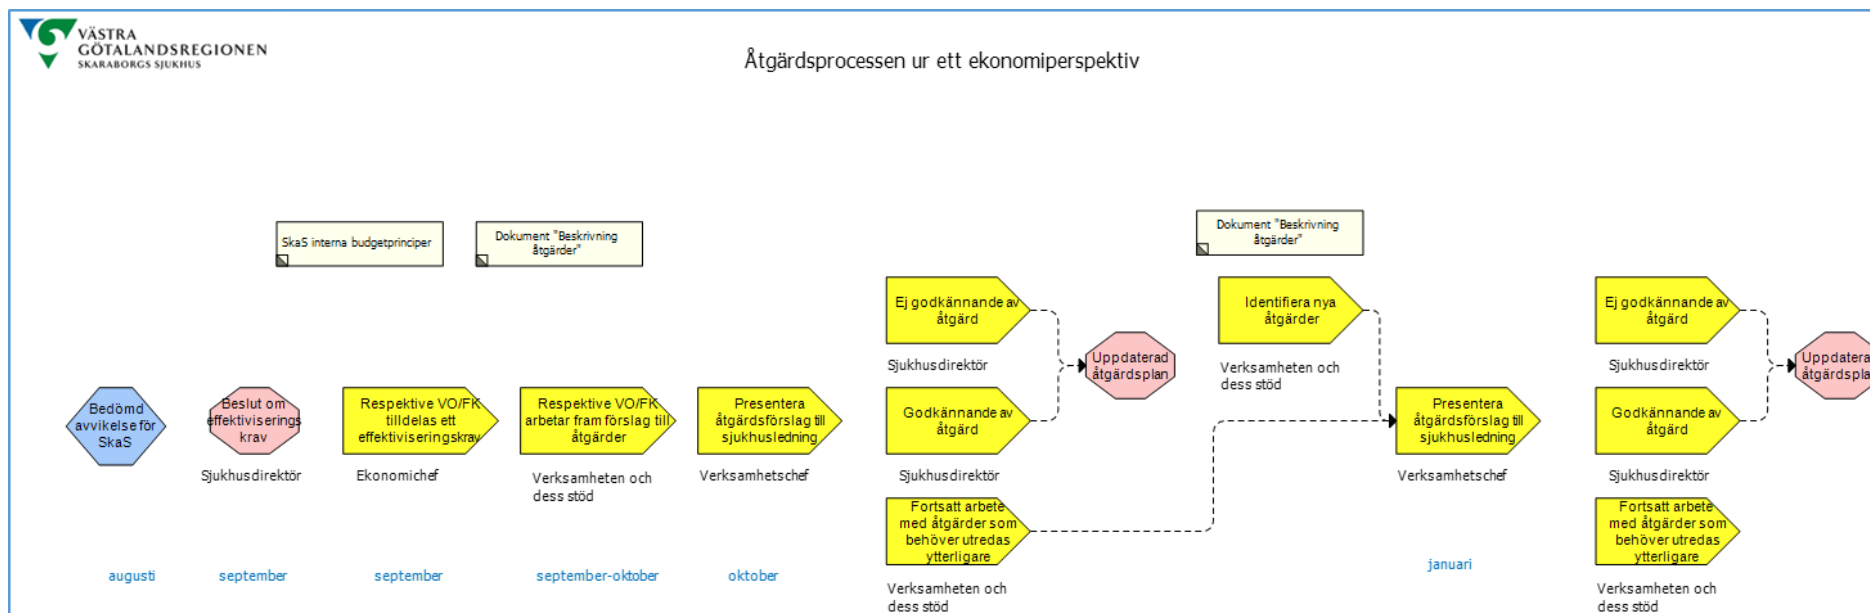 VÄSTRA
GÖTALANDSREGIONEN
SKARABORGS SJUKHUS
Åtgärdsprocessen ur ett ekonomiperspektiv
SkaS interna budgetprinciper
Dokument "Beskrivning
åtgärder"
Dokument "Beskrivning
åtgärder"
Bedömd
avvikelse för
SkaS
Beslut om
effektiviserings
krav
Sjukhusdirektör
Respektive VO/FK
tilldelas ett
effektiviseringskrav
Ekonomichef
Respektive VO/FK
arbetar fram förslag till
åtgärder
Verksamheten och
dess stöd
Presentera
åtgärdsförslag till
sjukhusledning
Verksamhetschef
Ej godkännande av
åtgärd
Sjukhusdirektör
Godkännande av
åtgärd
Sjukhusdirektör
Fortsatt arbete
med åtgärder som
behöver utredas
ytterligare
Verksamheten och
dess stöd
Uppdaterad
åtgärdsplan
Identifiera nya
åtgärder
Verksamheten och
dess stöd
Presentera
åtgärdsförslag till
sjukhusledning
Verksamhetschef
Ej godkännande av
åtgärd
Sjukhusdirektör
Godkännande av
åtgärd
Sjukhusdirektör
Fortsatt arbete
med åtgärder som
behöver utredas
ytterligare
Verksamheten och
dess stöd
Uppdatera
åtgärdspla
augusti
september
september
september-oktober
oktober
januari